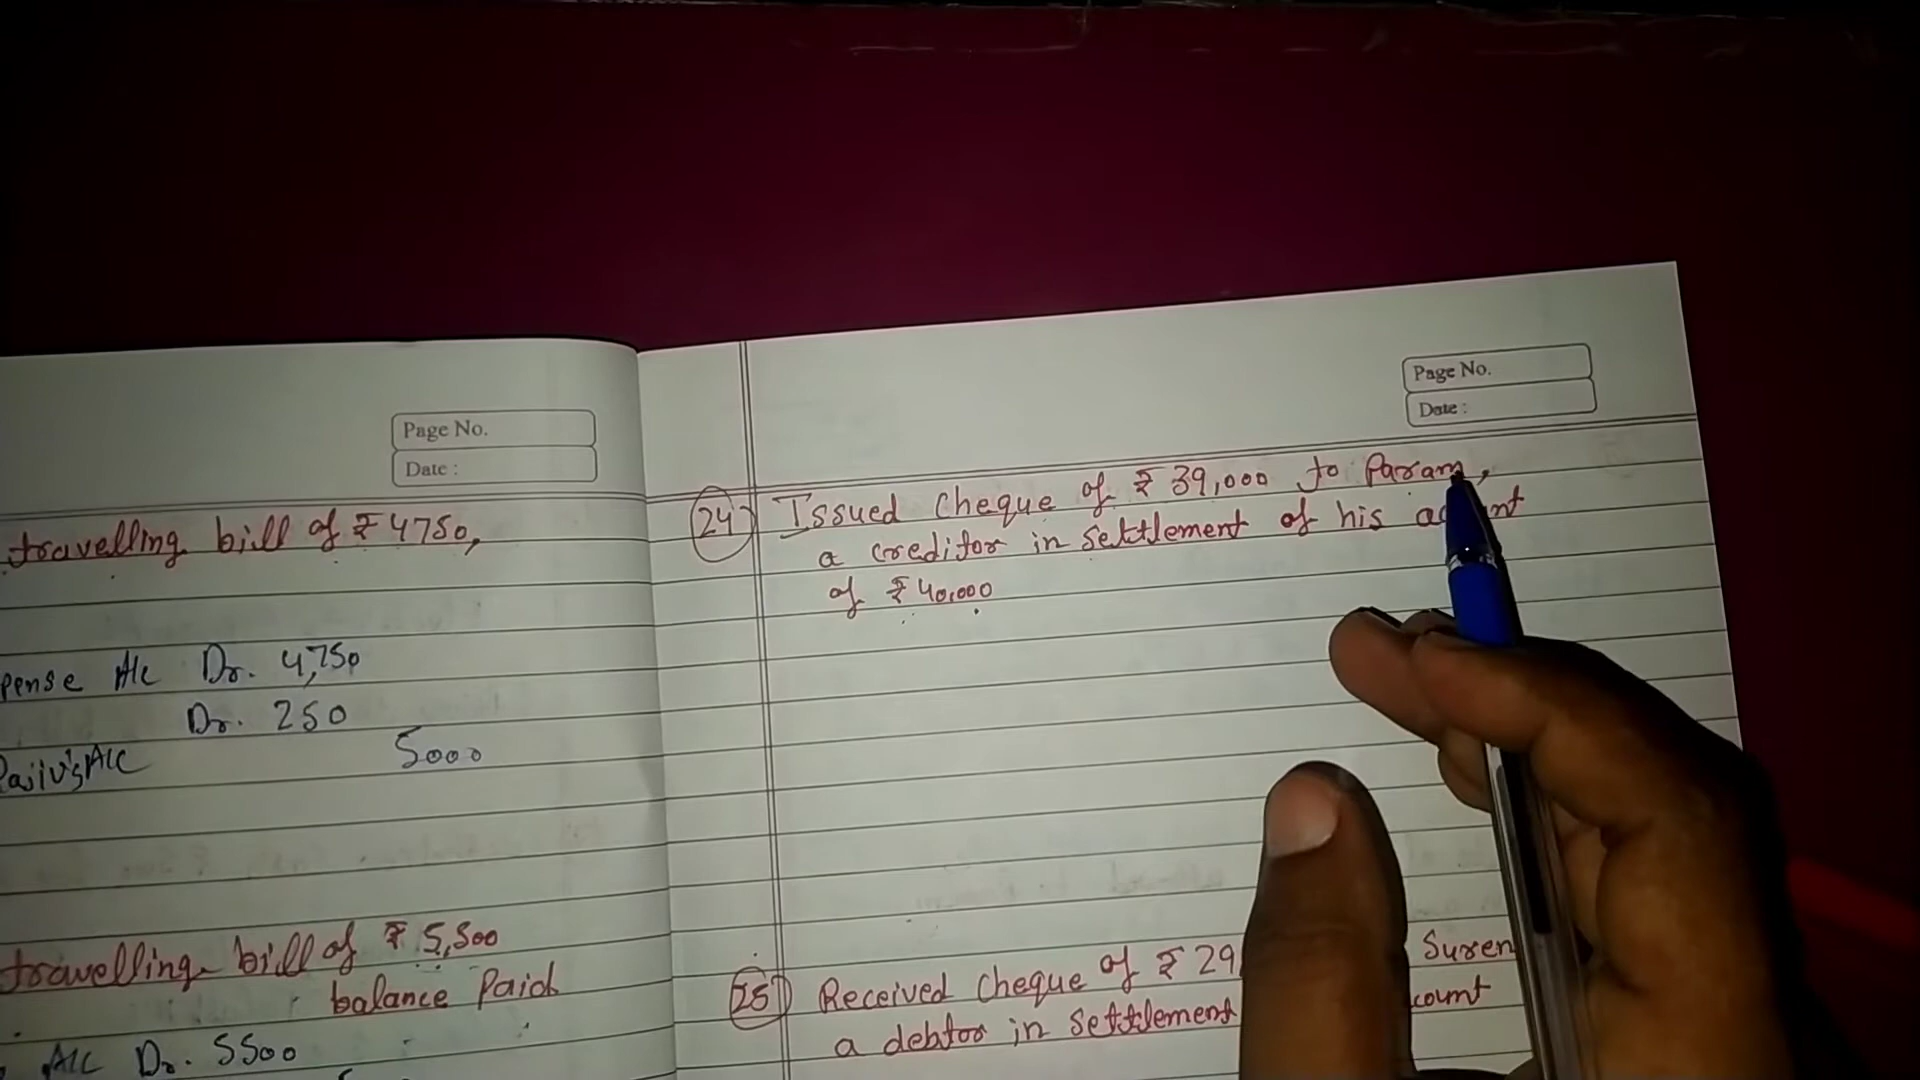 Page No.
Date :
travelling bill of ₹ 4750,
pense A/c Dr. 4,750
Dr. 250
Rajiv's A/c 5000
travelling bill of ₹ 5,500
balance Paid
A/c Dr. 5500
Page No.
Date :
24 Issued Cheque of ₹ 39,000 to Param,
a creditor in Settlement of his
of ₹ 40,000
25 Received Cheque of ₹ 29 Suren
a debtor in Settlement count